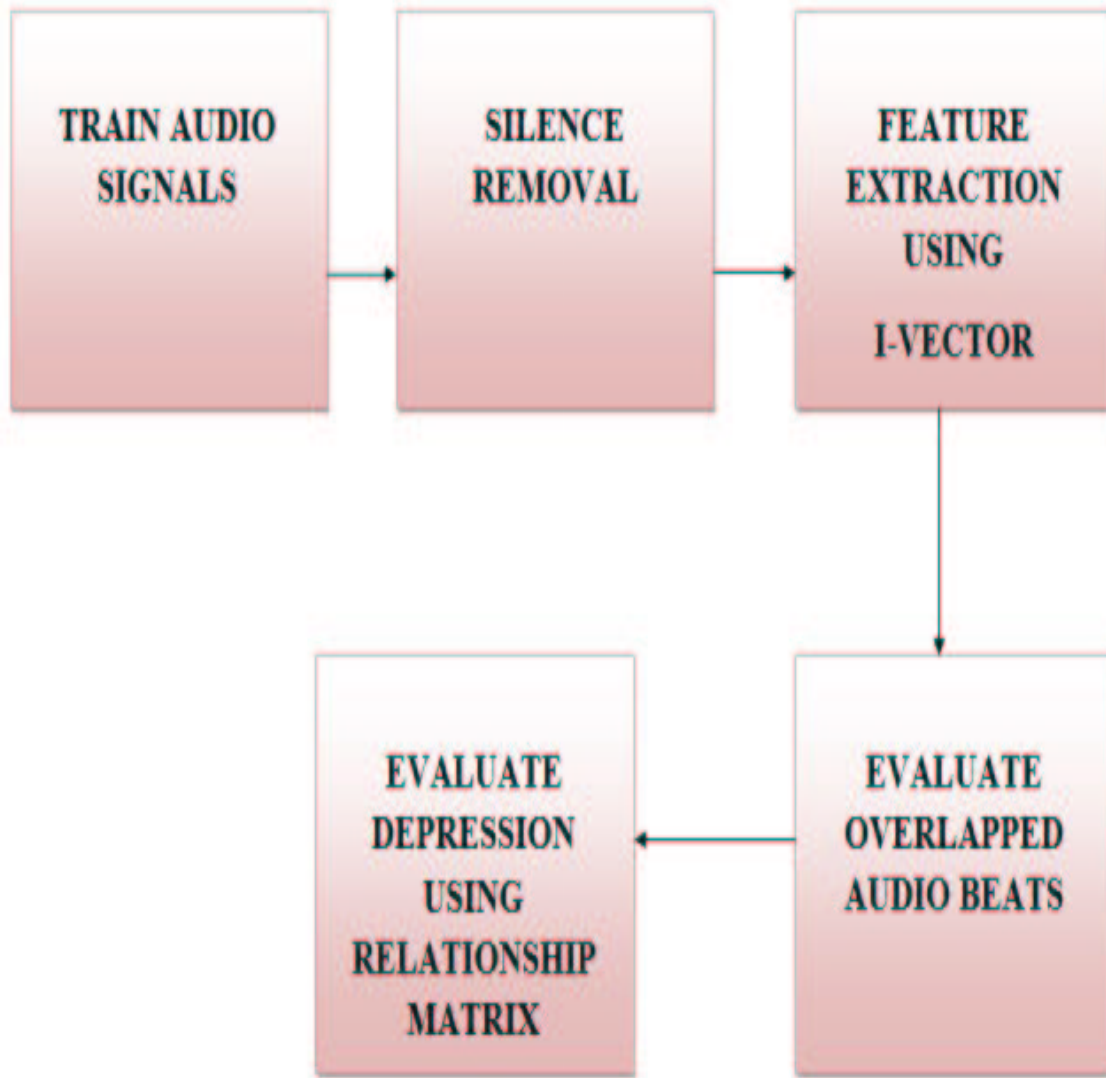 TRAIN AUDIO
SIGNALS
SILENCE
REMOVAL
FEATURE
EXTRACTION
USING
I-VECTOR
EVALUATE
OVERLAPPED
AUDIO BEATS
EVALUATE
DEPRESSION
USING
RELATIONSHIP
MATRIX